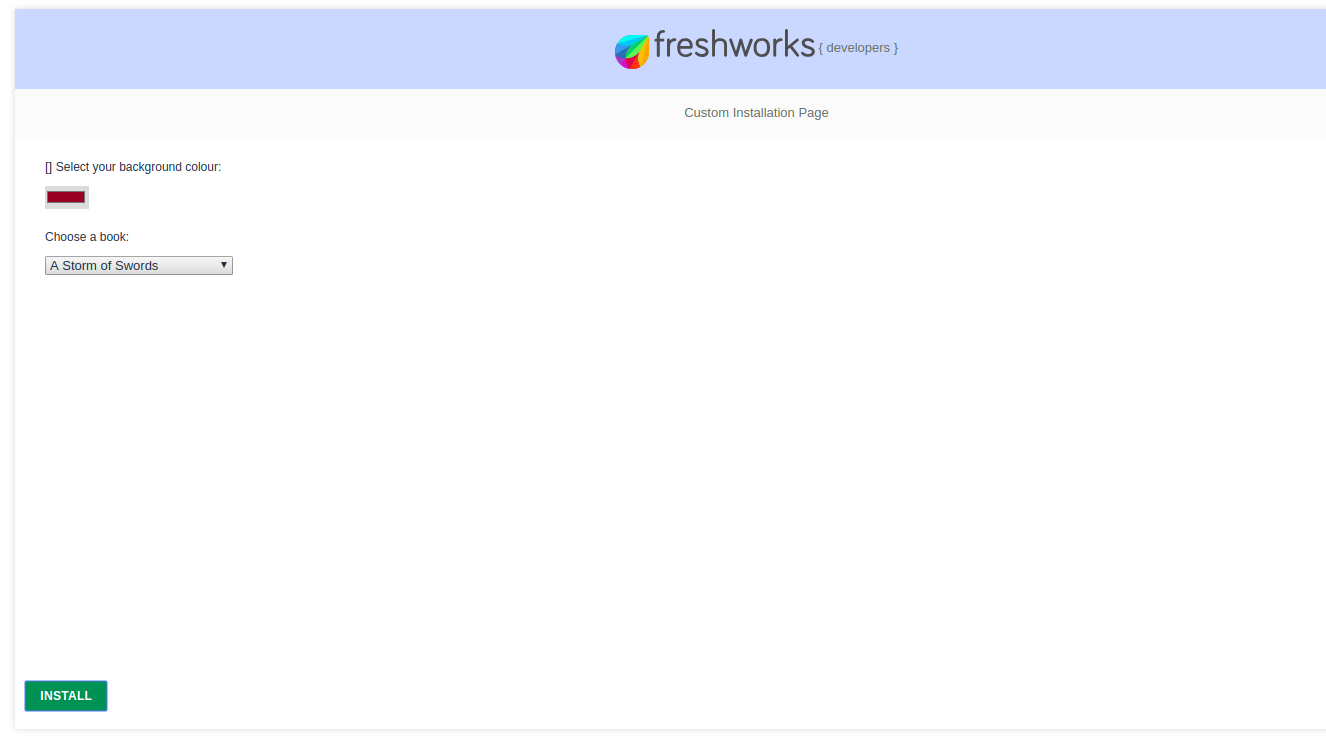 freshworks { developers }
Custom Installation Page
[] Select your background colour:
Choose a book:
A Storm of Swords
INSTALL